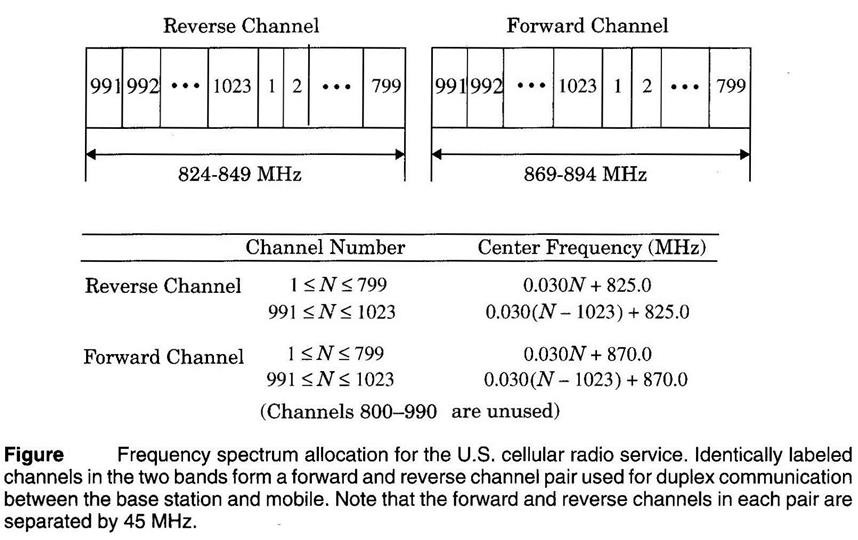 Reverse Channel Forward Channel
991 992 ••• 1023 1 2 ••• 799 991 992 ••• 1023 1 2 ••• 799
824-849 MHz 869-894 MHz
Channel Number Center Frequency (MHz)
Reverse Channel 1 ≤ N ≤ 799 0.030N + 825.0
991 ≤ N ≤ 1023 0.030(N – 1023) + 825.0
Forward Channel 1 ≤ N ≤ 799 0.030N + 870.0
991 ≤ N ≤ 1023 0.030(N – 1023) + 870.0
(Channels 800–990 are unused)
Figure Frequency spectrum allocation for the U.S. cellular radio service. Identically labeled
channels in the two bands form a forward and reverse channel pair used for duplex communication
between the base station and mobile. Note that the forward and reverse channels in each pair are
separated by 45 MHz.